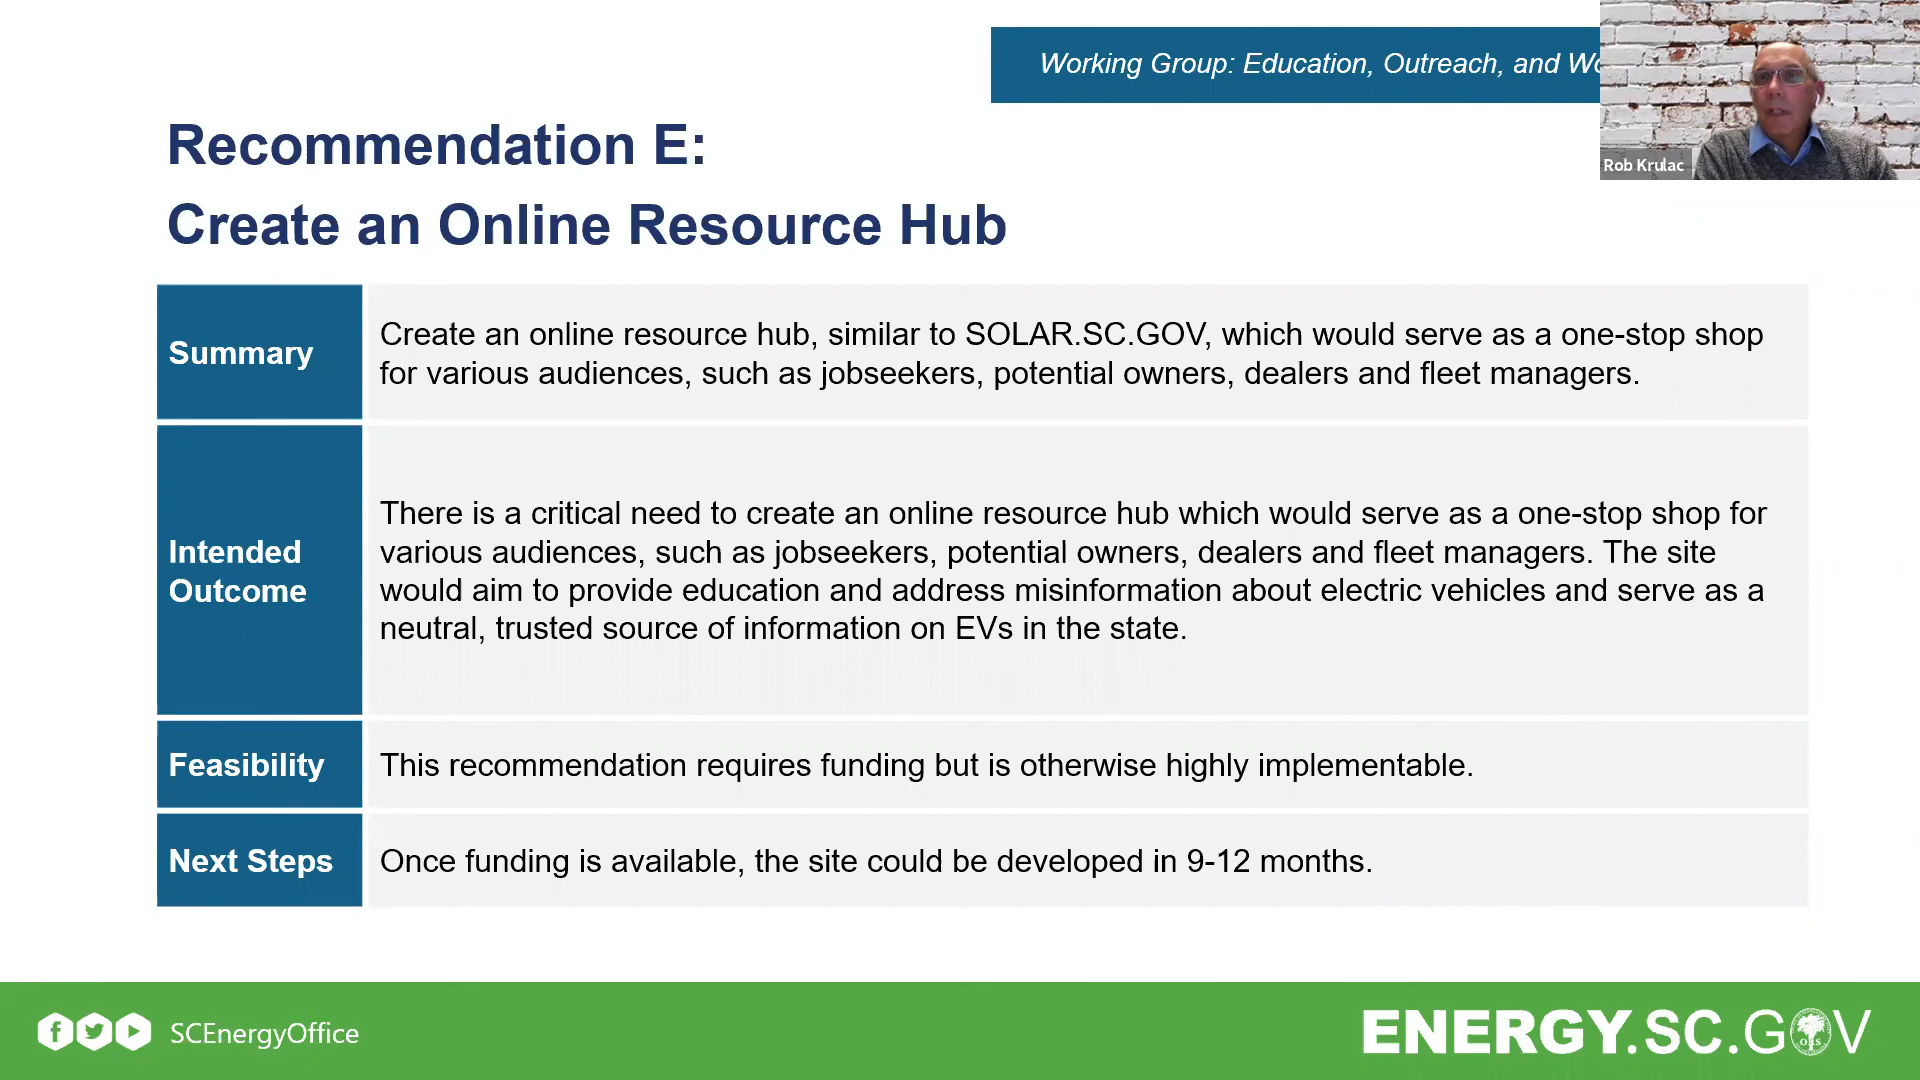 Working Group: Education, Outreach, and
Rob Krulac
Recommendation E:
Create an Online Resource Hub
Summary
Create an online resource hub, similar to SOLAR.SC.GOV, which would serve as a one-stop shop
for various audiences, such as jobseekers, potential owners, dealers and fleet managers.
Intended
Outcome
There is a critical need to create an online resource hub which would serve as a one-stop shop for
various audiences, such as jobseekers, potential owners, dealers and fleet managers. The site
would aim to provide education and address misinformation about electric vehicles and serve as a
neutral, trusted source of information on EVs in the state.
Feasibility
This recommendation requires funding but is otherwise highly implementable.
Next Steps
Once funding is available, the site could be developed in 9-12 months.
SCEnergyOffice
ENERGY.SC.GOV